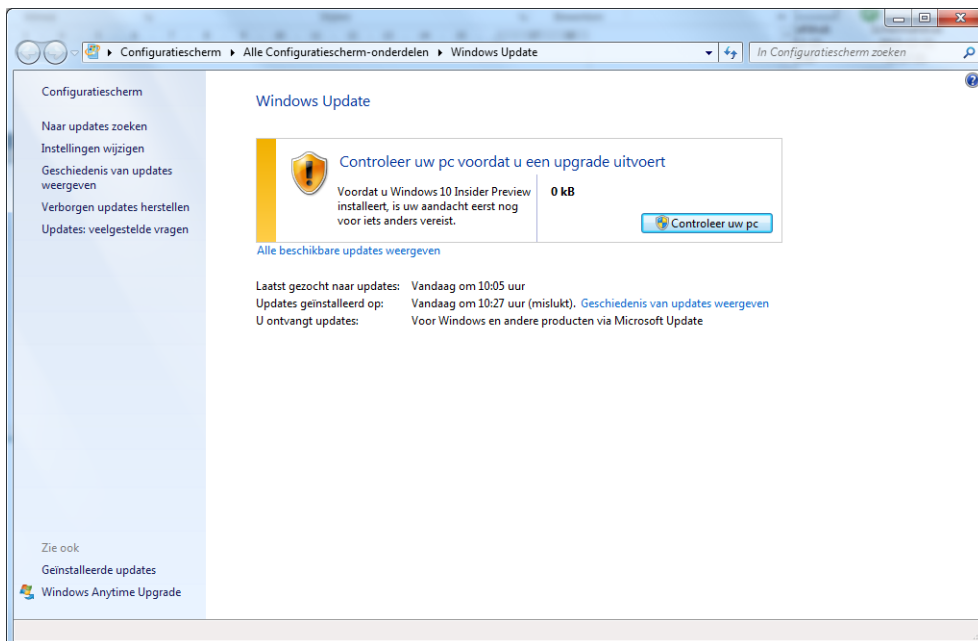 Configuratiescherm
Alle Configuratiescherm-onderdelen
Windows Update
In Configuratiescherm zoeken
Configuratiescherm
Naar updates zoeken
Instellingen wijzigen
Geschiedenis van updates
weergeven
Verborgen updates herstellen
Updates: veelgestelde vragen
Zie ook
Geïnstalleerde updates
Windows Anytime Upgrade
Windows Update
Controleer uw pc voordat u een upgrade uitvoert
Voordat u Windows 10 Insider Preview
installeert, is uw aandacht eerst nog
voor iets anders vereist.
0 kB
Controleer uw pc
Alle beschikbare updates weergeven
Laatst gezocht naar updates: Vandaag om 10:05 uur
Updates geïnstalleerd op: Vandaag om 10:27 uur (mislukt). Geschiedenis van updates weergeven
U ontvangt updates: Voor Windows en andere producten via Microsoft Update